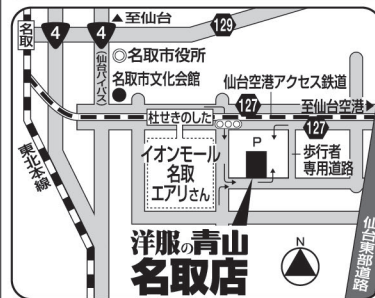 ▲至仙台
129
名取
4
4
(仙台バイパス)
◎名取市役所
名取市文化会館
仙台空港アクセス鉄道
127
至仙台空港▶
杜せきのした
127
P
イオンモール
名取
エアリさん
歩行者
専用道路
東北本線
洋服の青山
名取店
N
仙台東部道路